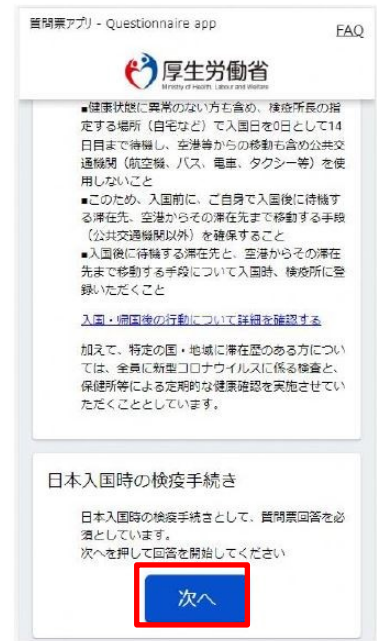 質問票アプリ - Questionnaire app
FAQ
厚生労働省
Ministry of Health, Labour and Welfare
■健康状態に異常のない方も含め、検疫所長の指
定する場所（自宅など）で入国日を0日として14
日目まで待機し、空港等からの移動も含め公共交
通機関（航空機、バス、電車、タクシー等）を使
用しないこと
■このため、入国前に、ご自身で入国後に待機す
る滞在先、空港からその滞在先まで移動する手段
（公共交通機関以外）を確保すること
■入国後に待機する滞在先と、空港からその滞在
先まで移動する手段について入国時、検疫所に登
録いただくこと
入国・帰国後の行動について詳細を確認する
加えて、特定の国・地域に滞在歴のある方につい
ては、全員に新型コロナウイルスに係る検査と、
保健所等による定期的な健康確認を実施させてい
ただくこととしています。
日本入国時の検疫手続き
日本入国時の検疫手続きとして、質問票回答を必
須としています。
次へを押して回答を開始してください
次へ